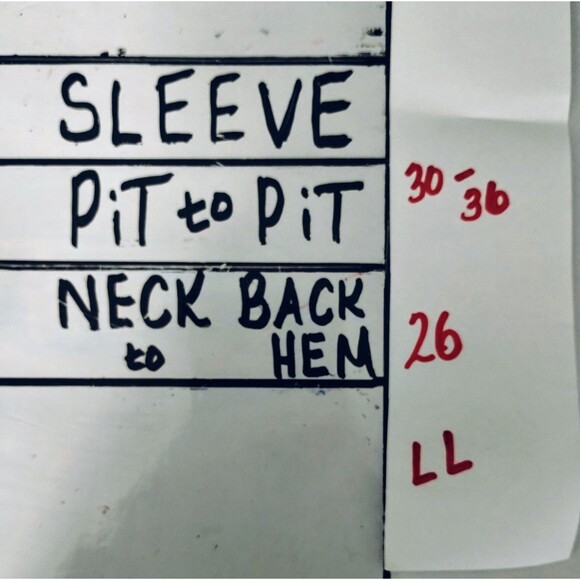 SLEEVE
PiT to PiT
30-36
NECK BACK
to HEM
26
LL